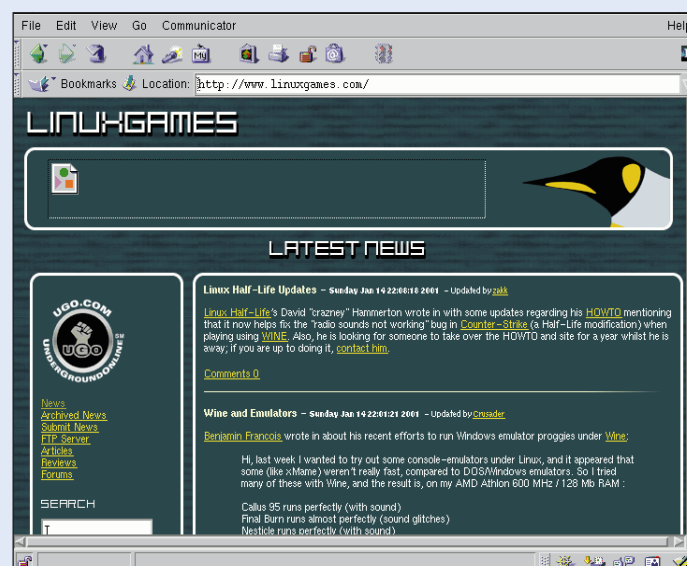 File Edit View Go Communicator Help
My
Bookmarks Location: http://www.linuxgames.com/
LINUXGAMES
LATEST NEWS
UGO.COM
UGO
UNDERGROUNDONLINE
SM
News
Archived News
Submit News
FTP Server
Articles
Reviews
Forums
SEARCH
Linux Half-Life Updates - Sunday Jan 14 22:08:18 2001 - Updated by zakk
Linux Half-Life's David "crazney" Hammerton wrote in with some updates regarding his HOWTO mentioning
that it now helps fix the "radio sounds not working" bug in Counter-Strike (a Half-Life modification) when
playing using WINE. Also, he is looking for someone to take over the HOWTO and site for a year whilst he is
away; if you are up to doing it, contact him.
Comments 0
Wine and Emulators - Sunday Jan 14 22:01:21 2001 - Updated by Crusader
Benjamin Francois wrote in about his recent efforts to run Windows emulator proggies under Wine:
Hi, last week I wanted to try out some console-emulators under Linux, and it appeared that
some (like xMame) weren't really fast, compared to DOS/Windows emulators. So I tried
many of these with Wine, and the result is, on my AMD Athlon 600 MHz / 128 Mb RAM :
Callus 95 runs perfectly (with sound)
Final Burn runs almost perfectly (sound glitches)
Nesticle runs perfectly (with sound)